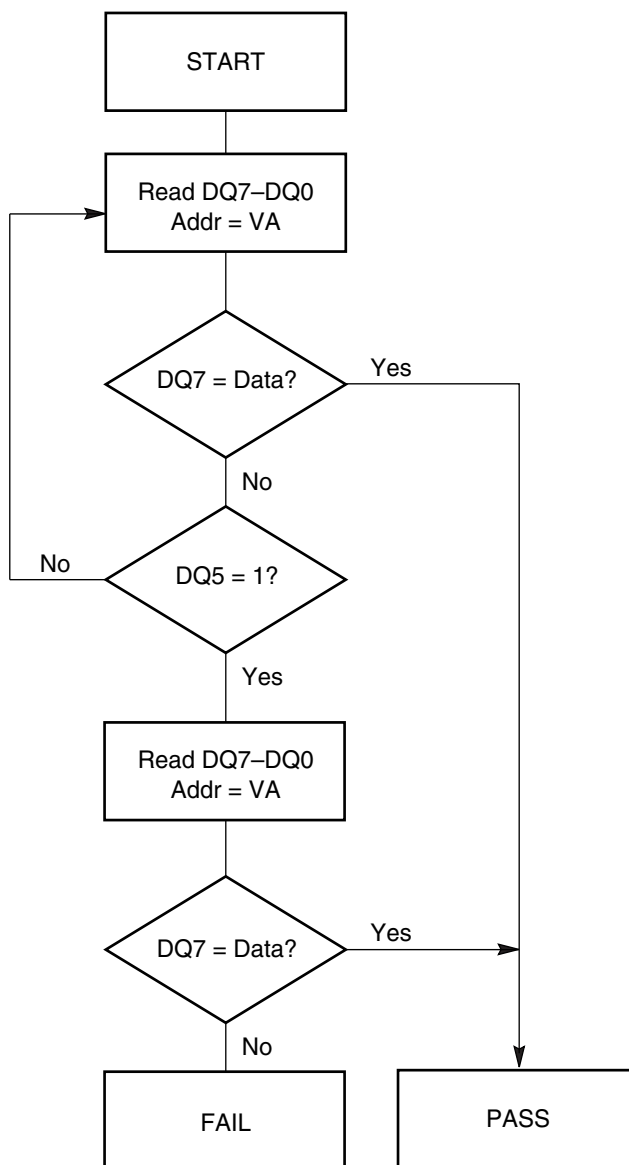 START
Read DQ7–DQ0
Addr = VA
DQ7 = Data?
Yes
No
No
DQ5 = 1?
Yes
Read DQ7–DQ0
Addr = VA
DQ7 = Data?
Yes
No
FAIL
PASS